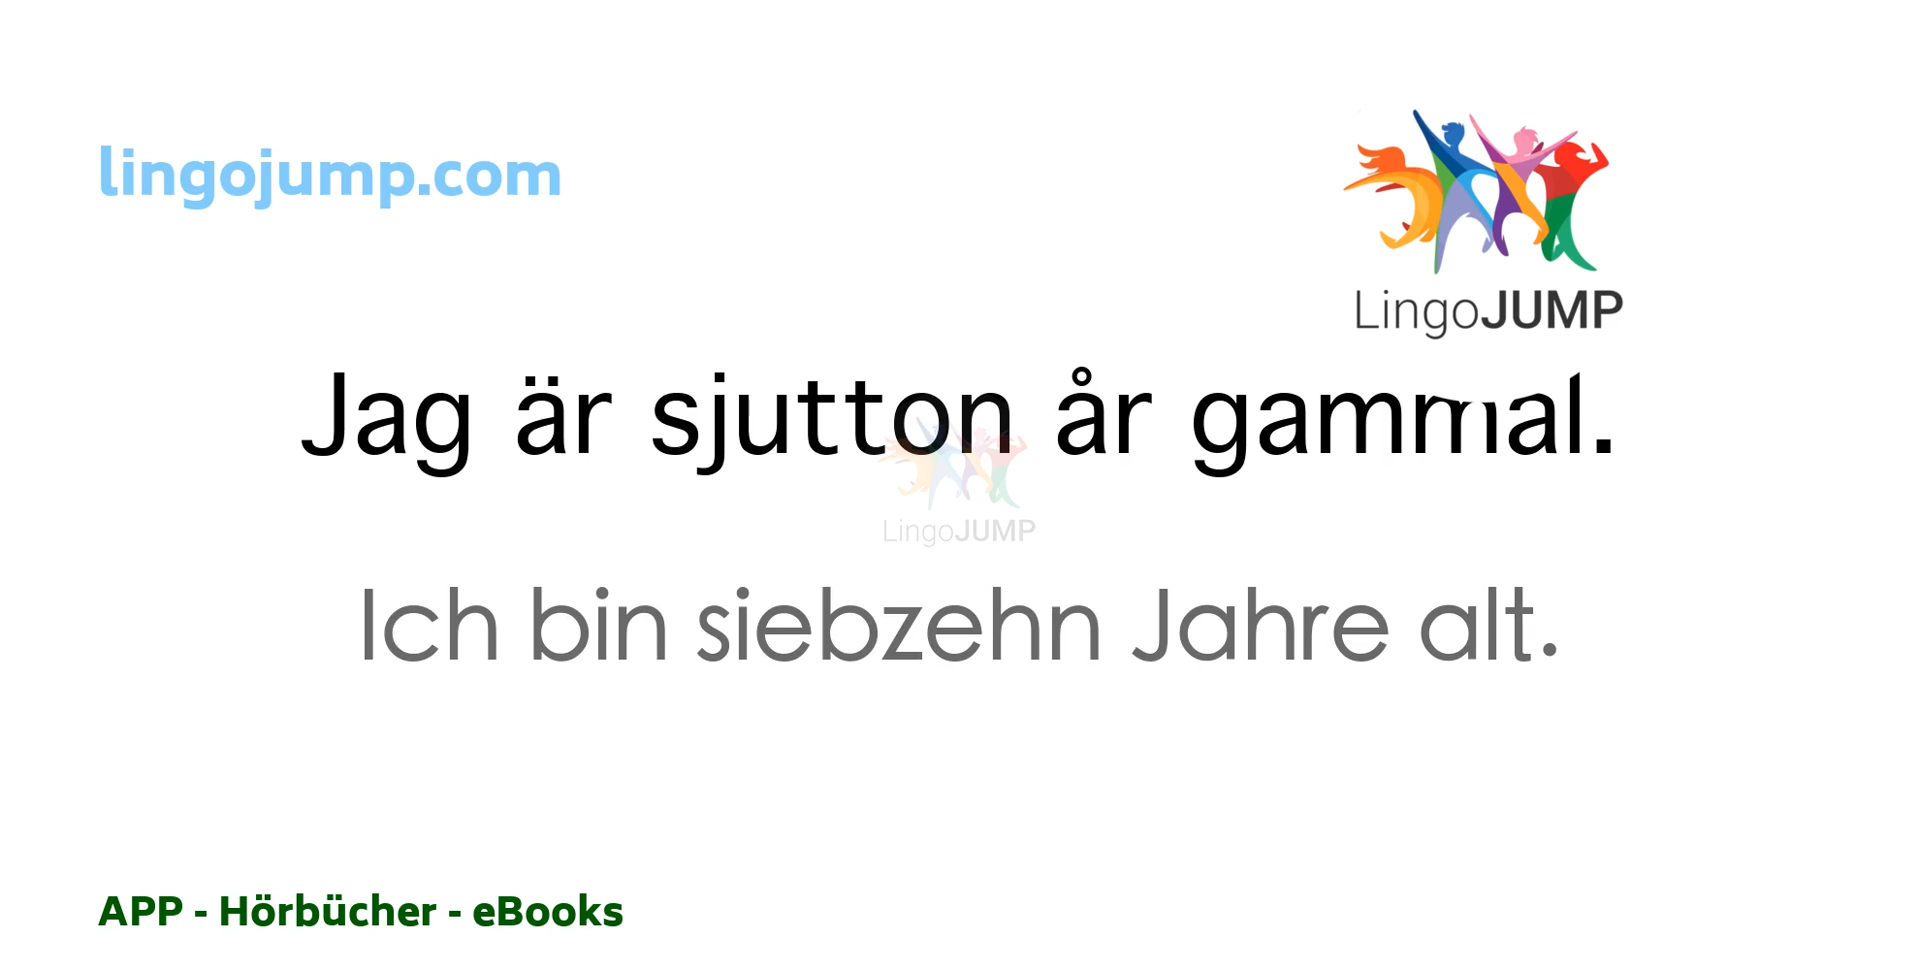 lingojump.com
LingoJUMP
Jag är sjutton år gammal.
LingoJUMP
Ich bin siebzehn Jahre alt.
APP - Hörbücher - eBooks